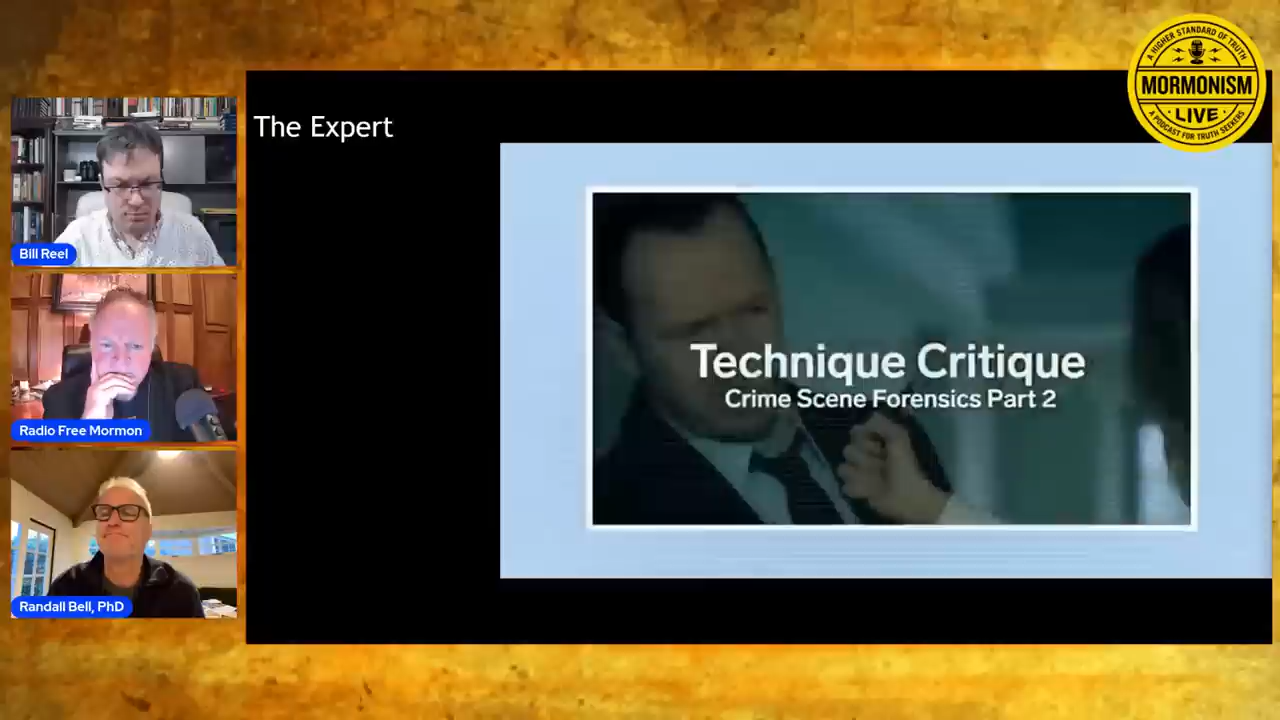 A HIGHER STANDARD OF TRUTH
MORMONISM
LIVE
A PODCAST FOR TRUTH SEEKERS
The Expert
Technique Critique
Crime Scene Forensics Part 2
Bill Reel
Radio Free Mormon
Randall Bell, PhD